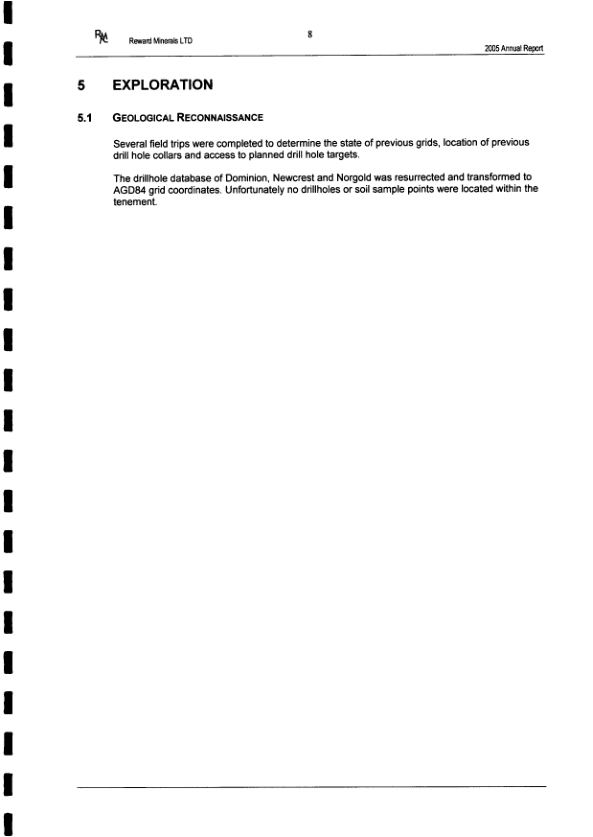 RM
Reward Minerals LTD
8
2005 Annual Report
5 EXPLORATION
5.1 GEOLOGICAL RECONNAISSANCE
Several field trips were completed to determine the state of previous grids, location of previous
drill hole collars and access to planned drill hole targets.
The drillhole database of Dominion, Newcrest and Norgold was resurrected and transformed to
AGD84 grid coordinates. Unfortunately no drillholes or soil sample points were located within the
tenement.